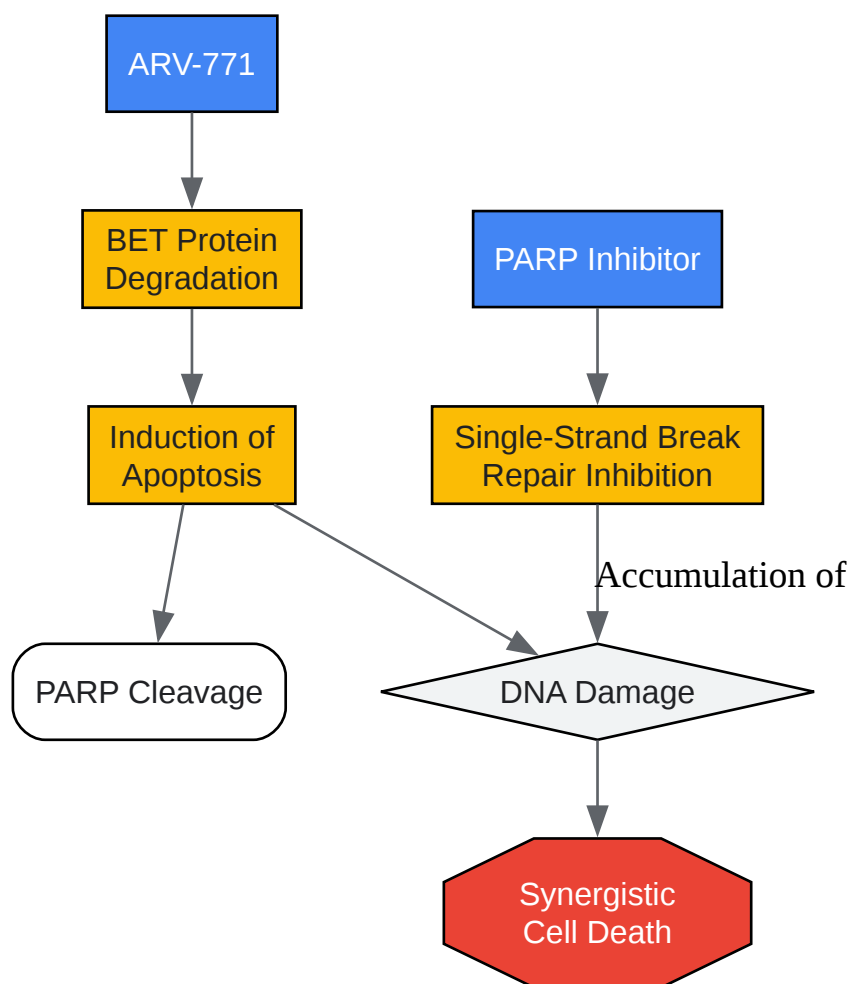 ARV-771
BET Protein
Degradation
PARP Inhibitor
Induction of
Apoptosis
Single-Strand Break
Repair Inhibition
Accumulation of
PARP Cleavage
DNA Damage
Synergistic
Cell Death